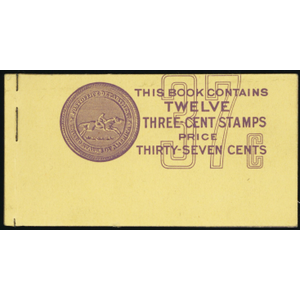 THIS BOOK CONTAINS
TWELVE
THREE-CENT STAMPS
PRICE
THIRTY-SEVEN CENTS
37c